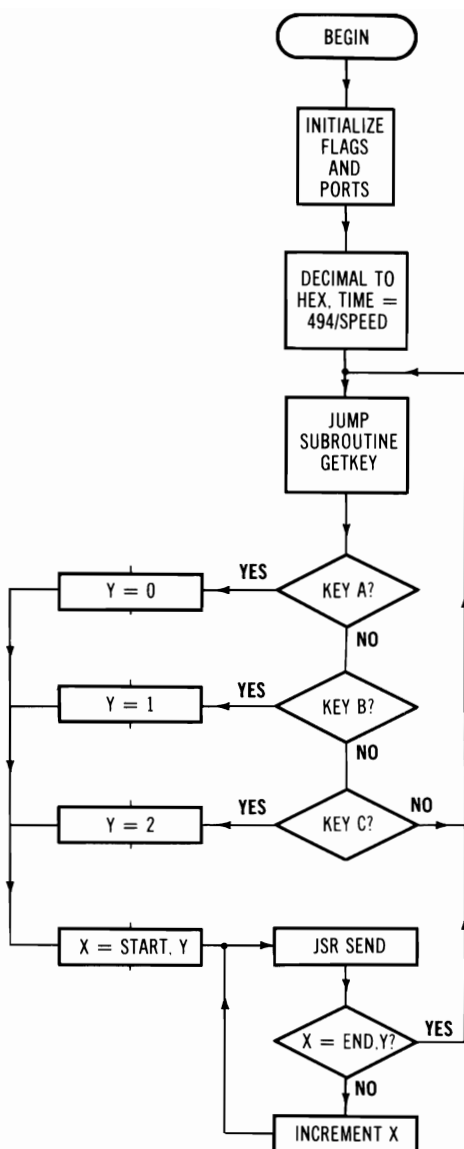 BEGIN
INITIALIZE
FLAGS
AND
PORTS
DECIMAL TO
HEX, TIME =
494/SPEED
JUMP
SUBROUTINE
GETKEY
Y = 0
YES
KEY A?
NO
Y = 1
YES
KEY B?
NO
Y = 2
YES
KEY C?
NO
X = START, Y
JSR SEND
X = END,Y?
YES
NO
INCREMENT X